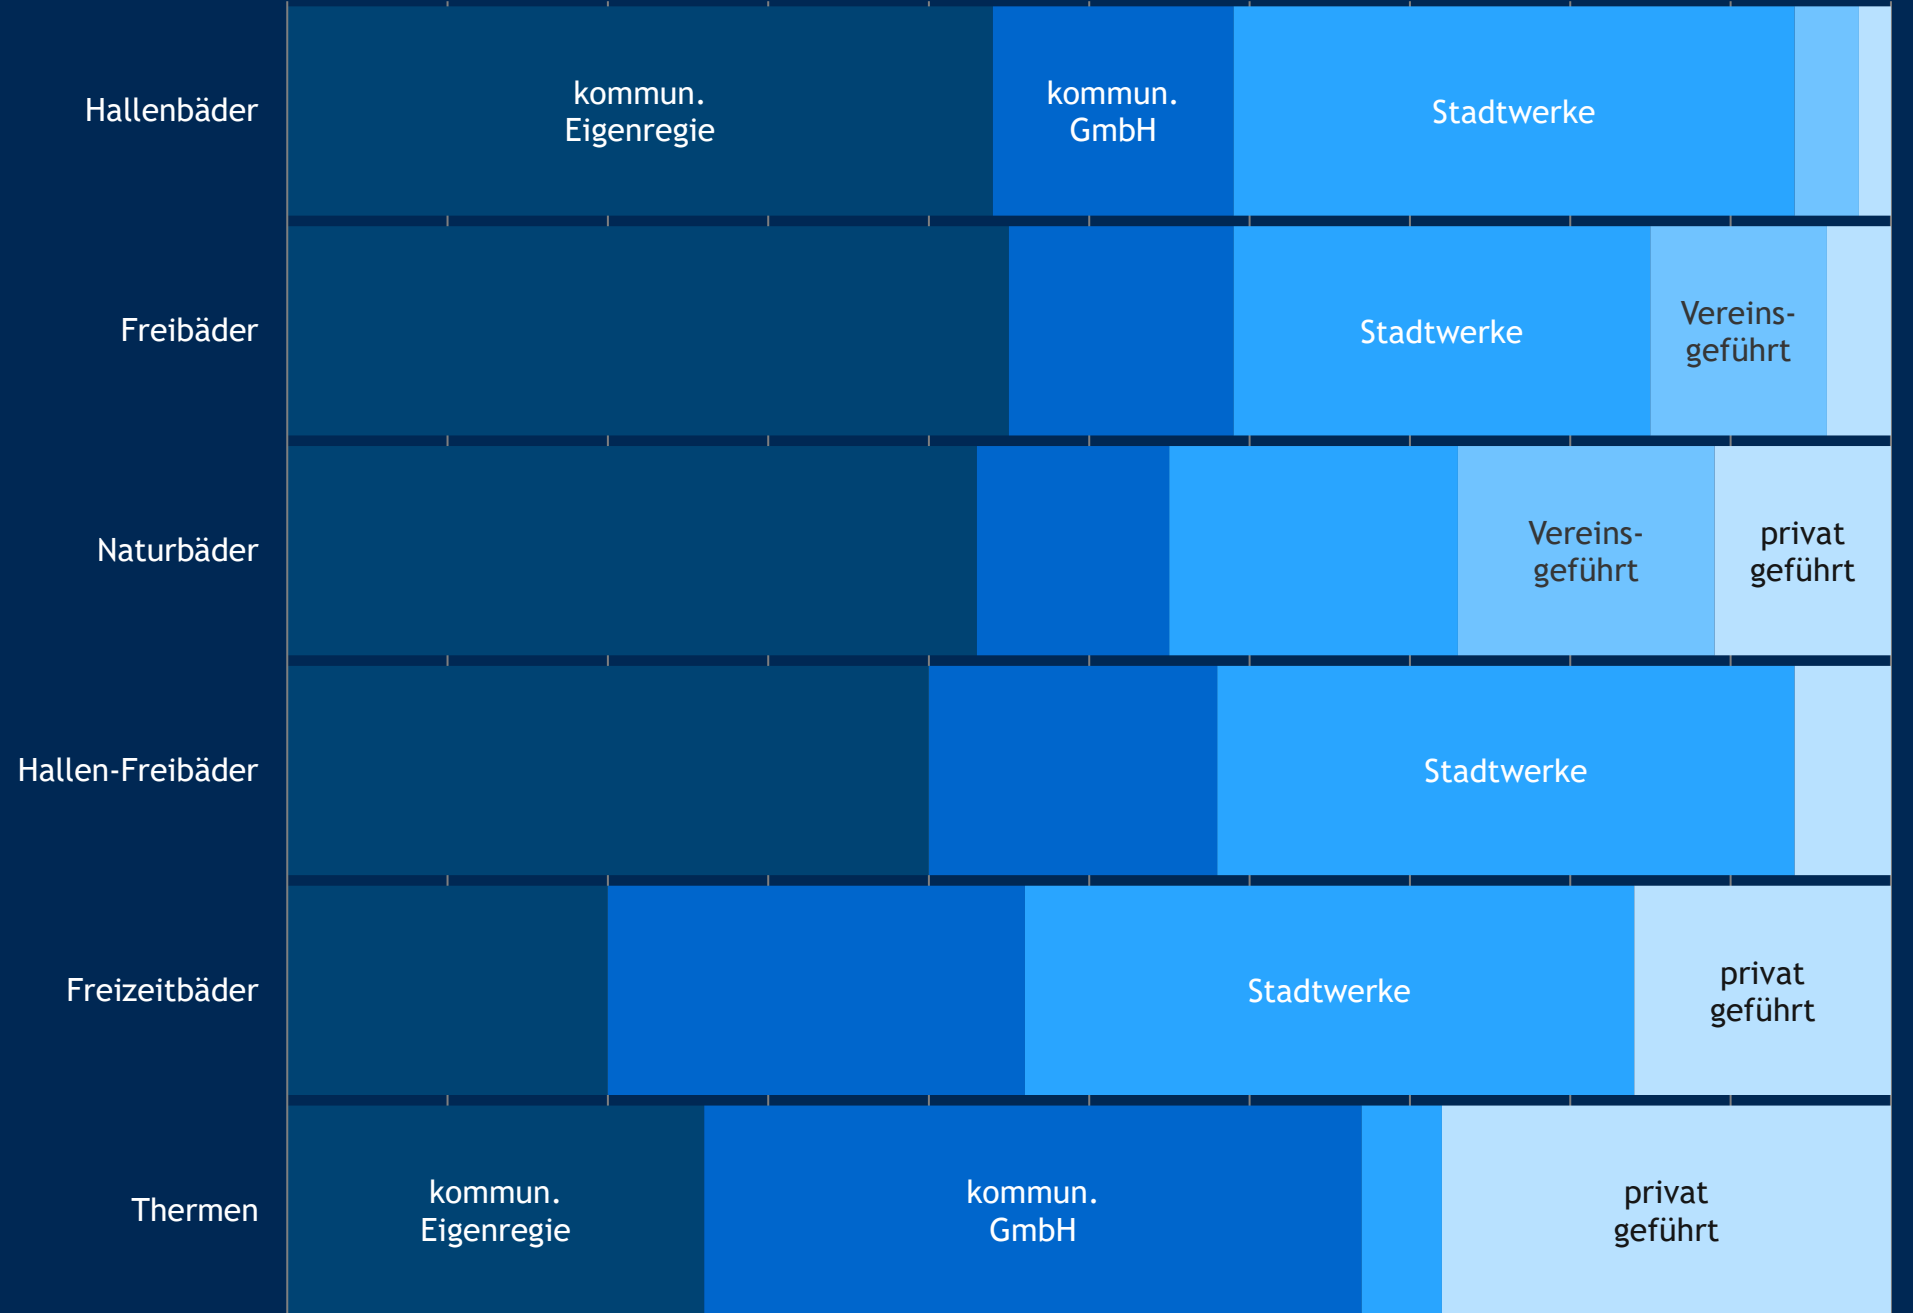 Hallenbäder
kommun.
Eigenregie
kommun.
GmbH
Stadtwerke
Freibäder
Stadtwerke
Vereins-
geführt
Naturbäder
Vereins-
geführt
privat
geführt
Hallen-Freibäder
Stadtwerke
Freizeitbäder
Stadtwerke
privat
geführt
Thermen
kommun.
Eigenregie
kommun.
GmbH
privat
geführt